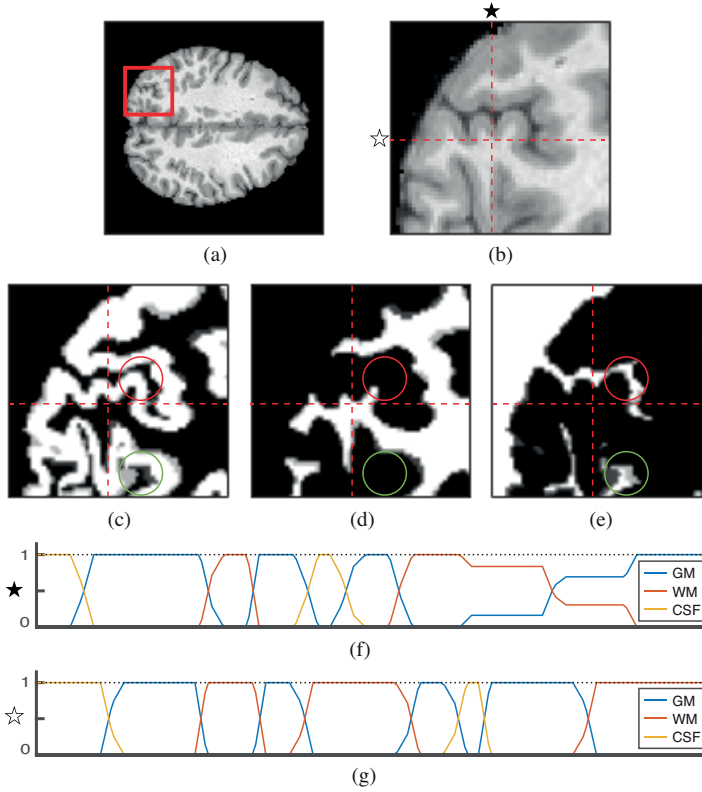 ★
☆
(a)
(b)
(c)
(d)
(e)
1
0
★
GM
WM
CSF
(f)
1
0
☆
GM
WM
CSF
(g)